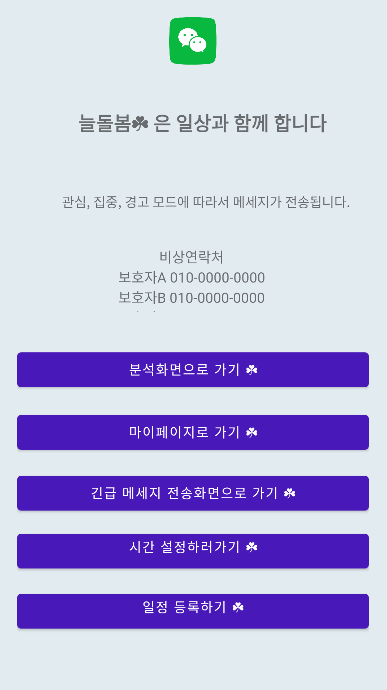 늘돌봄☘ 은 일상과 함께 합니다
관심, 집중, 경고 모드에 따라서 메세지가 전송됩니다.
비상연락처
보호자A 010-0000-0000
보호자B 010-0000-0000
분석화면으로 가기 ☘
마이페이지로 가기 ☘
긴급 메세지 전송화면으로 가기 ☘
시간 설정하러가기 ☘
일정 등록하기 ☘